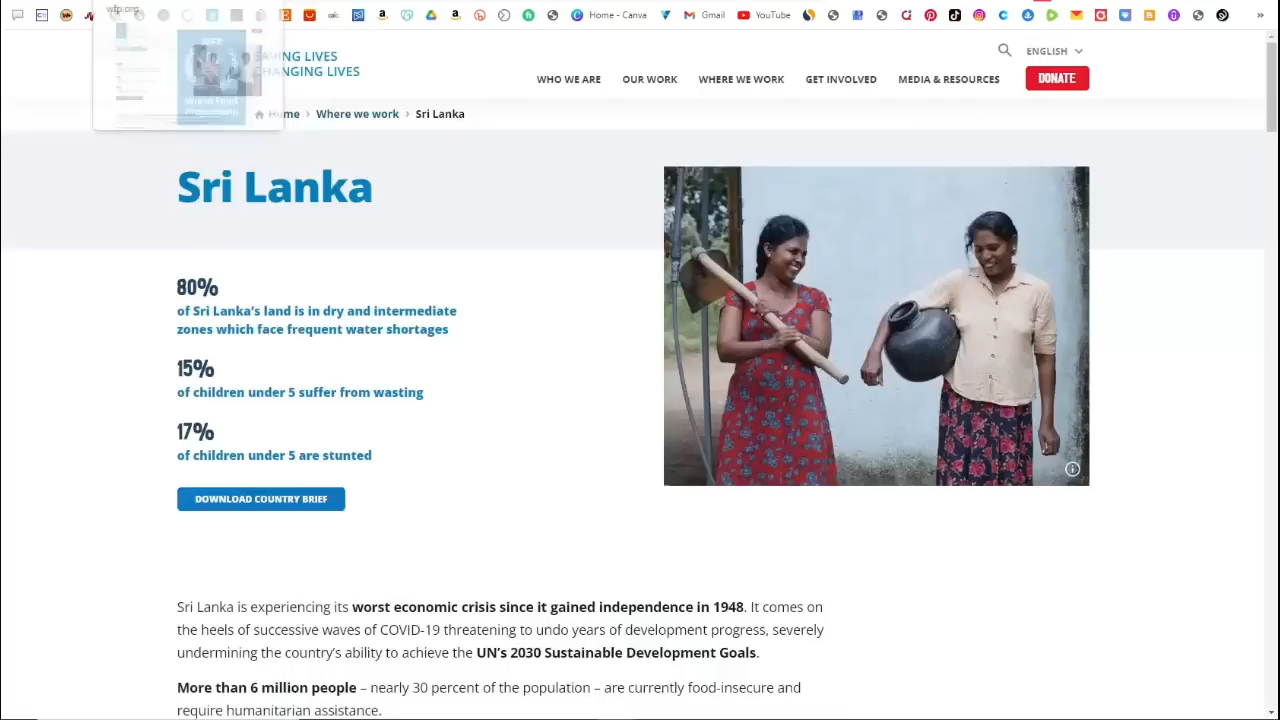 wfp.org
Home - Canva
Gmail
YouTube
»
SAVING LIVES
CHANGING LIVES
ENGLISH
WHO WE ARE
OUR WORK
WHERE WE WORK
GET INVOLVED
MEDIA & RESOURCES
DONATE
Home › Where we work › Sri Lanka
Sri Lanka
80%
of Sri Lanka's land is in dry and intermediate
zones which face frequent water shortages
15%
of children under 5 suffer from wasting
17%
of children under 5 are stunted
DOWNLOAD COUNTRY BRIEF
Sri Lanka is experiencing its worst economic crisis since it gained independence in 1948. It comes on
the heels of successive waves of COVID-19 threatening to undo years of development progress, severely
undermining the country's ability to achieve the UN's 2030 Sustainable Development Goals.
More than 6 million people – nearly 30 percent of the population – are currently food-insecure and
require humanitarian assistance.